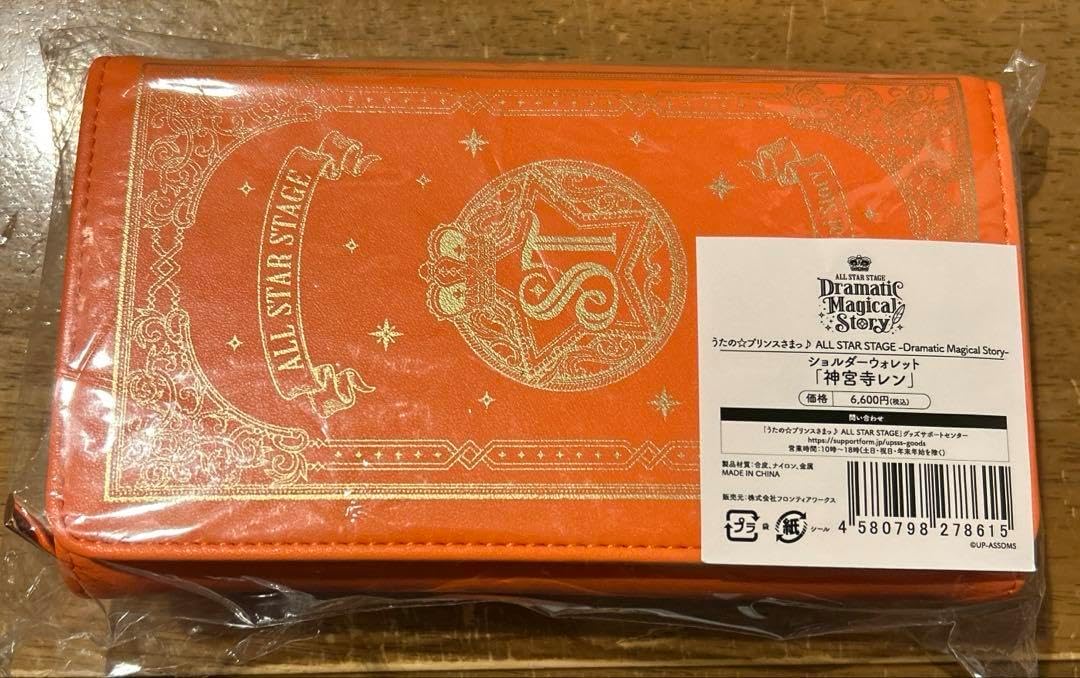 ALL STAR STAGE
ST
ALL STAR STAGE
Dramatic
Magical
Story
うたの☆プリンスさまっ♪ ALL STAR STAGE -Dramatic Magical Story-
ショルダーウォレット
「神宮寺レン」
価格 6,600円(税込)
問い合わせ
「うたの☆プリンスさまっ♪ ALL STAR STAGE」グッズサポートセンター
https://supportform.jp/upsss-goods
営業時間:10時~18時(土日・祝日・年末年始を除く)
製品材質:合皮、ナイロン、金属
MADE IN CHINA
販売元:株式会社フロンティアワークス
プラ 袋 紙 シール
4 580798 278615
©UP-ASSDMS